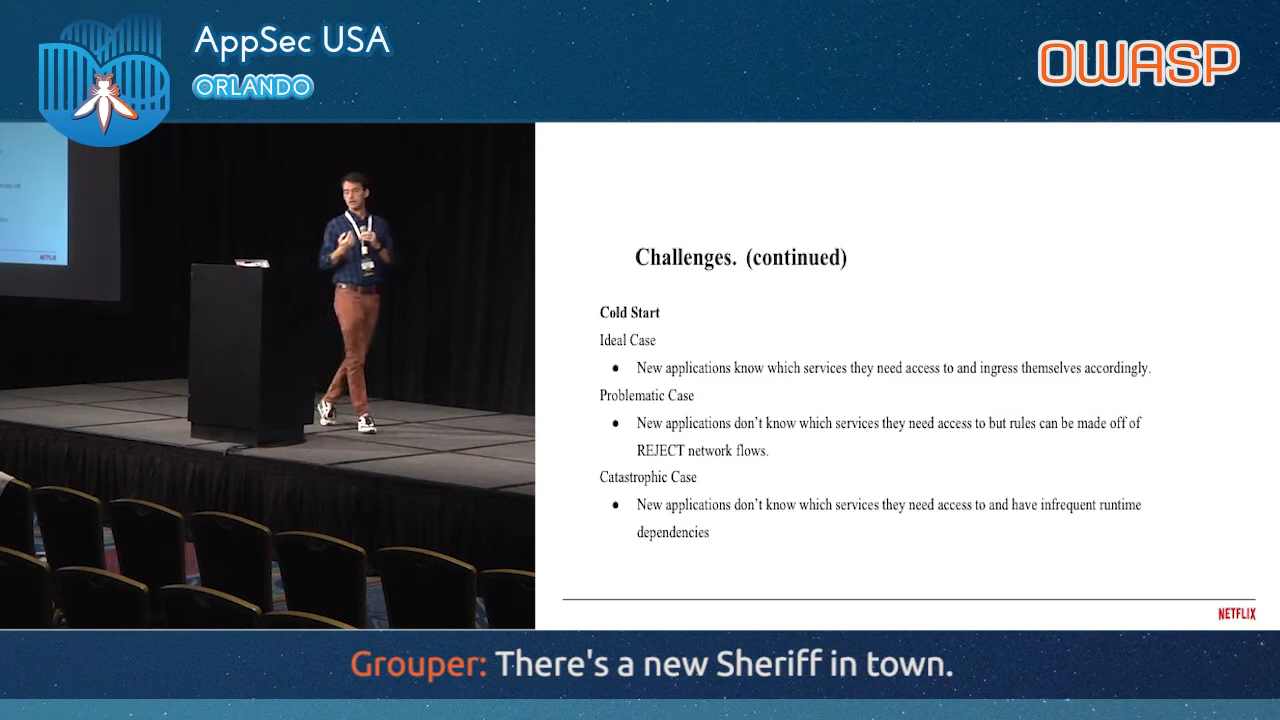 AppSec USA
ORLANDO
OWASP
NETFLIX
Challenges. (continued)
Cold Start
Ideal Case
● New applications know which services they need access to and ingress themselves accordingly.
Problematic Case
● New applications don't know which services they need access to but rules can be made off of
REJECT network flows.
Catastrophic Case
● New applications don't know which services they need access to and have infrequent runtime
dependencies
NETFLIX
Grouper: There's a new Sheriff in town.